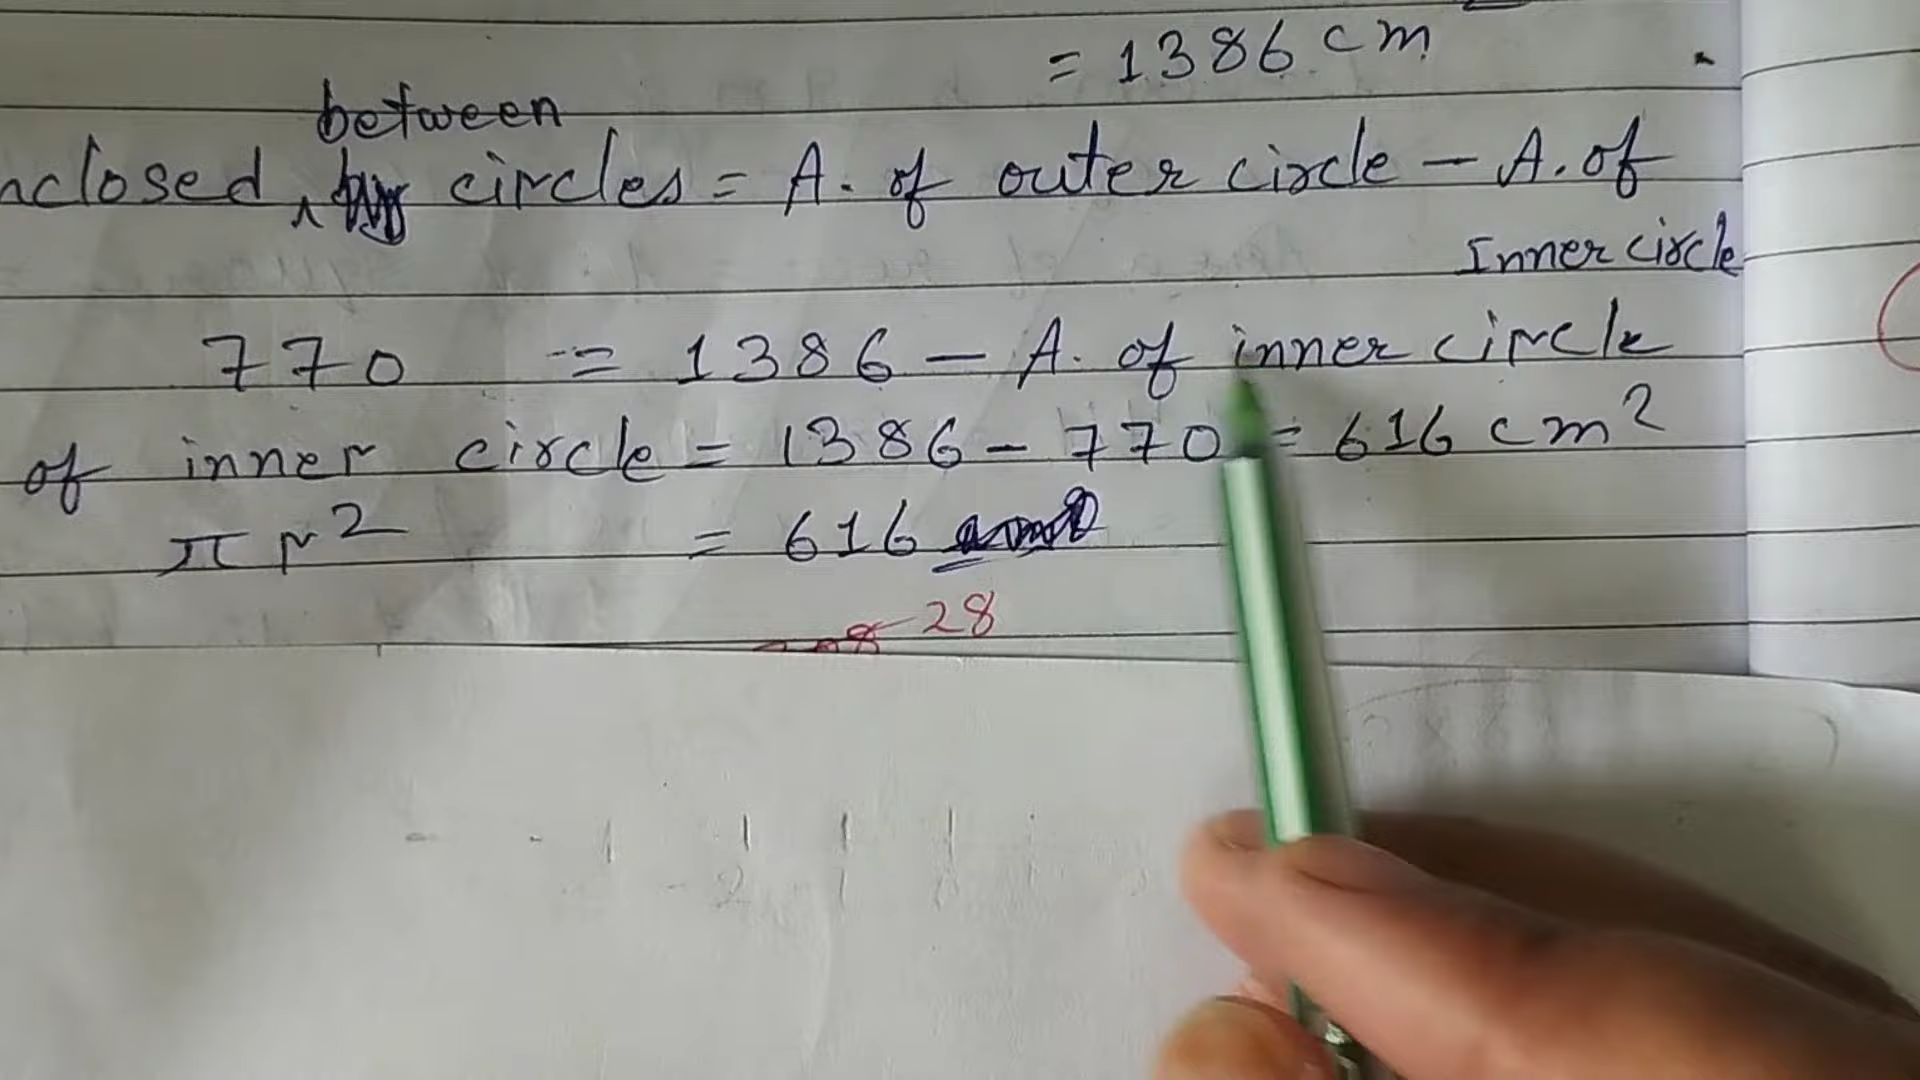 = 1386 cm
between
nclosed ^ circles = A. of outer circle - A. of
Inner circle
770 = 1386 - A. of inner circle
of inner circle = 1386 - 770 = 616 cm²
πr² = 616
28